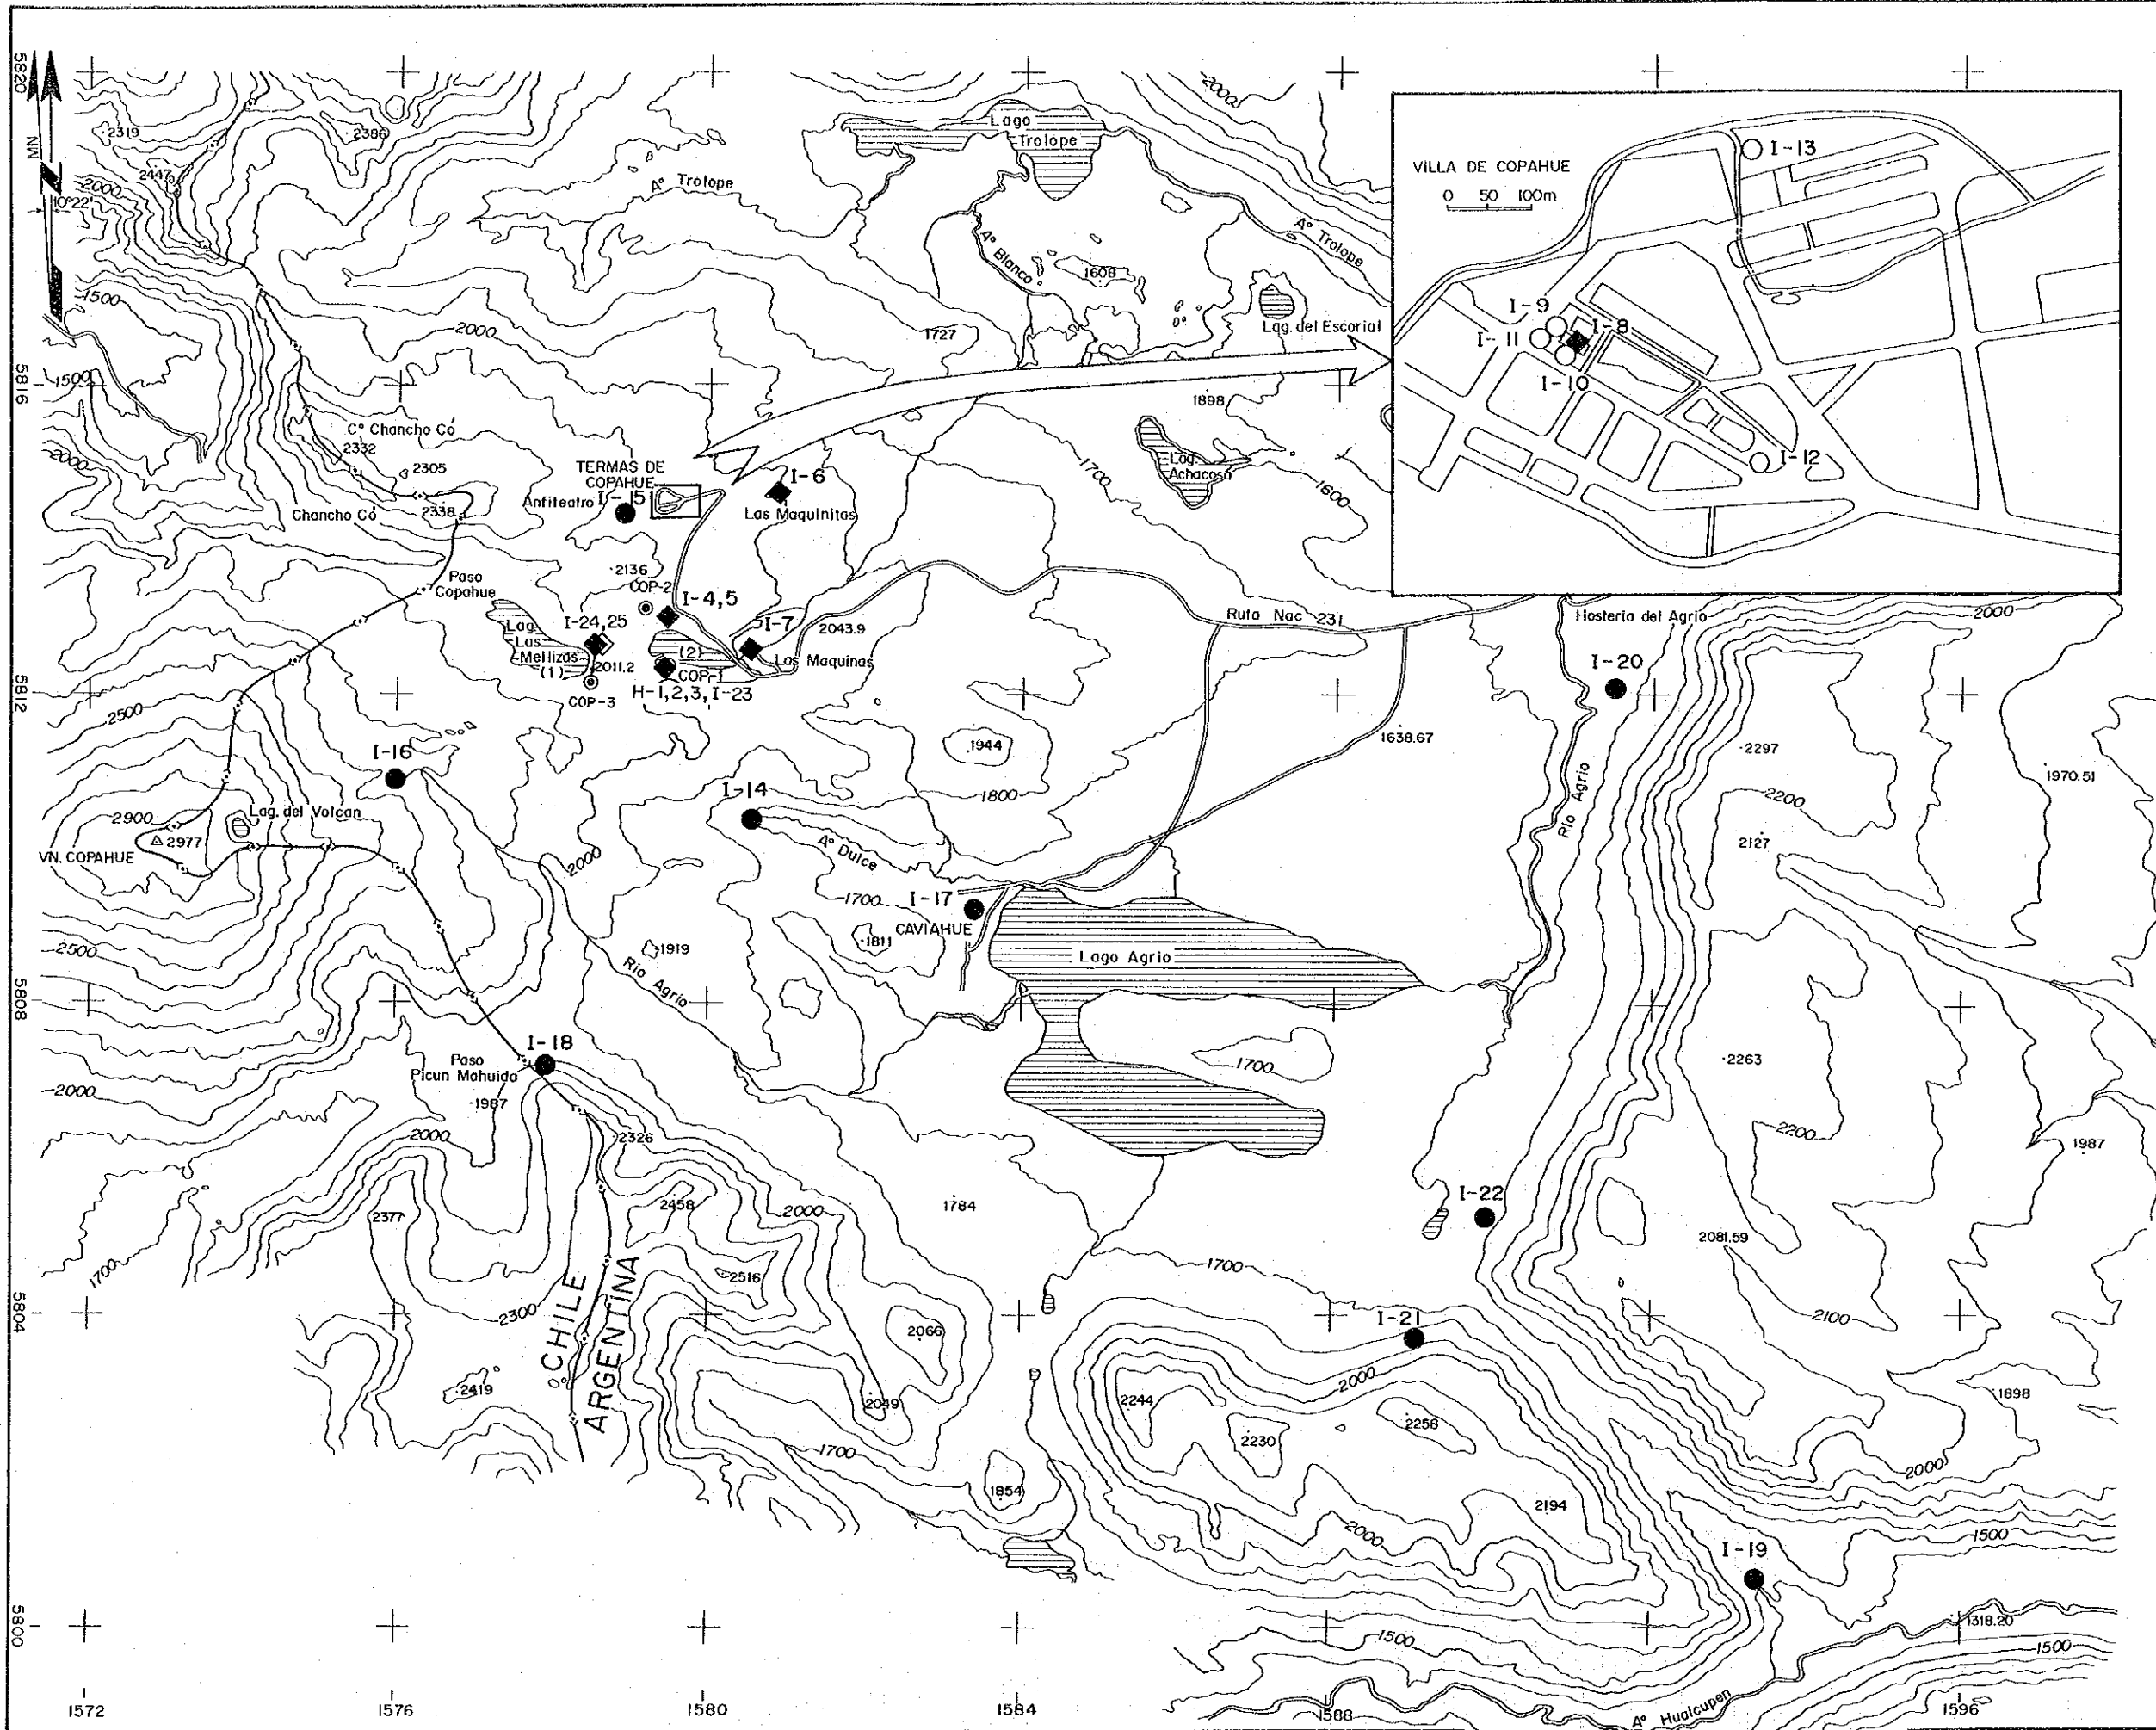 5820
NM
N
10°22'
2319
2386
2447
2000
1500
Lago
Trolope
2000
A° Trolope
A° Trolope
A° Blanco
1608
2000
1727
Lag. del Escorial
VILLA DE COPAHUE
0 50 100m
I-13
I-9
I-8
I-11
I-10
I-12
5816
1500
2000
C° Chancho Có
2332
2305
2338
Chancho Có
1898
Lag.
Achacosa
1700
1600
TERMAS DE
COPAHUE
Anfiteatro
I-15
I-6
Las Maquinitas
2136
COP-2
I-4,5
Paso
Copahue
I-24,25
Lag.
Las
Mellizas
(1)
2011.2
(2)
COP-1
I-7
2043.9
Las Maquinas
COP-3
H-1,2,3, I-23
Ruta Nac 231
Hosteria del Agrio
2000
I-20
5812
2500
I-16
1944
1638.67
2297
1970.51
I-14
1800
2200
2900
Lag. del Volcan
2977
VN. COPAHUE
2000
A° Dulce
Rio Agrio
2127
1700
I-17
CAVIAHUE
1811
1919
2500
Rio Agrio
Lago Agrio
5808
I-18
Paso
Picun Mahuida
1987
1700
2263
2000
2000
2326
2200
1987
2377
2458
2000
1784
I-22
2081.59
1700
2516
1700
5804
2300
CHILE
ARGENTINA
2066
I-21
2100
2419
2049
2244
2000
2258
2230
1898
1700
1854
2194
2000
2000
1500
I-19
5800
1318.20
1500
1500
A° Hualcupen
1572
1576
1580
1584
1588
1596